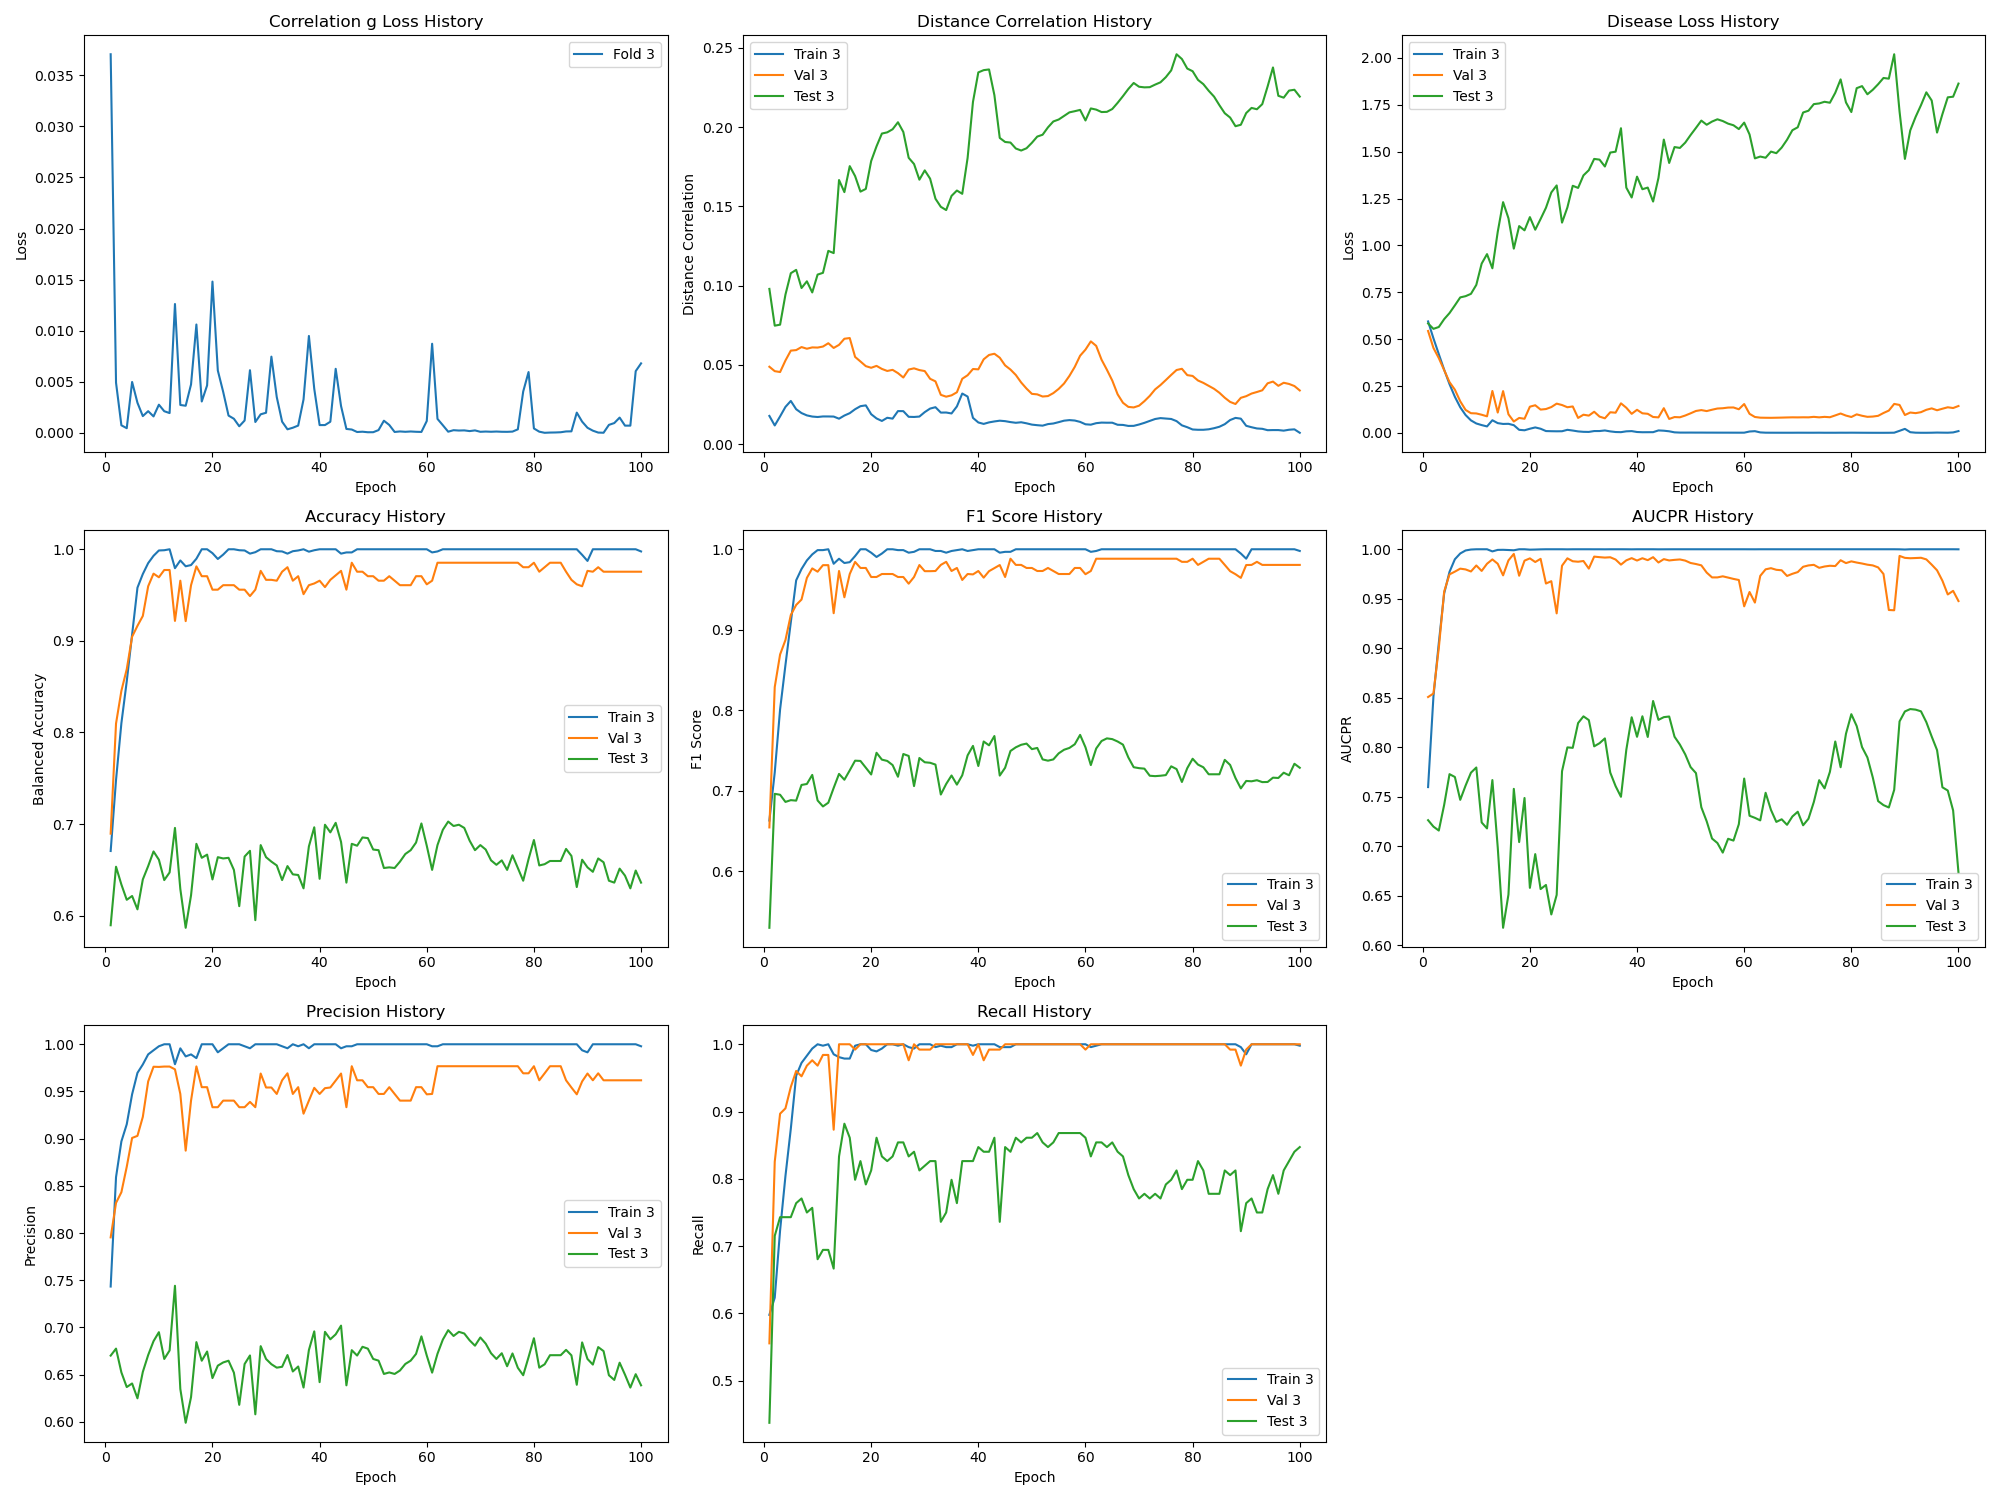 Correlation g Loss History
Fold 3
0.035
0.030
0.025
0.020
0.015
0.010
0.005
0.000
Loss
0 20 40 60 80 100
Epoch
Distance Correlation History
Train 3
Val 3
Test 3
0.25
0.20
0.15
0.10
0.05
0.00
Distance Correlation
0 20 40 60 80 100
Epoch
Disease Loss History
Train 3
Val 3
Test 3
2.00
1.75
1.50
1.25
1.00
0.75
0.50
0.25
0.00
Loss
0 20 40 60 80 100
Epoch
Accuracy History
1.0
0.9
0.8
0.7
0.6
Balanced Accuracy
Train 3
Val 3
Test 3
0 20 40 60 80 100
Epoch
F1 Score History
1.0
0.9
0.8
0.7
0.6
F1 Score
Train 3
Val 3
Test 3
0 20 40 60 80 100
Epoch
AUCPR History
1.00
0.95
0.90
0.85
0.80
0.75
0.70
0.65
0.60
AUCPR
Train 3
Val 3
Test 3
0 20 40 60 80 100
Epoch
Precision History
1.00
0.95
0.90
0.85
0.80
0.75
0.70
0.65
0.60
Precision
Train 3
Val 3
Test 3
0 20 40 60 80 100
Epoch
Recall History
1.0
0.9
0.8
0.7
0.6
0.5
Recall
Train 3
Val 3
Test 3
0 20 40 60 80 100
Epoch